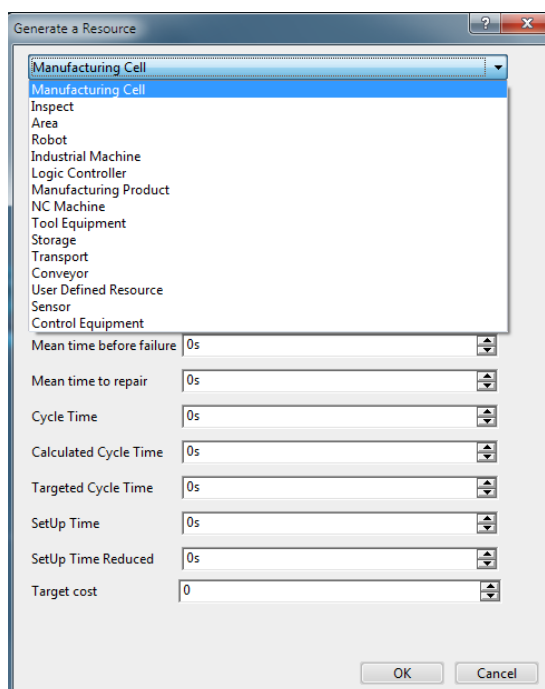 Generate a Resource
?
Manufacturing Cell
Manufacturing Cell
Inspect
Area
Robot
Industrial Machine
Logic Controller
Manufacturing Product
NC Machine
Tool Equipment
Storage
Transport
Conveyor
User Defined Resource
Sensor
Control Equipment
Mean time before failure 0s
Mean time to repair 0s
Cycle Time 0s
Calculated Cycle Time 0s
Targeted Cycle Time 0s
SetUp Time 0s
SetUp Time Reduced 0s
Target cost 0
OK Cancel